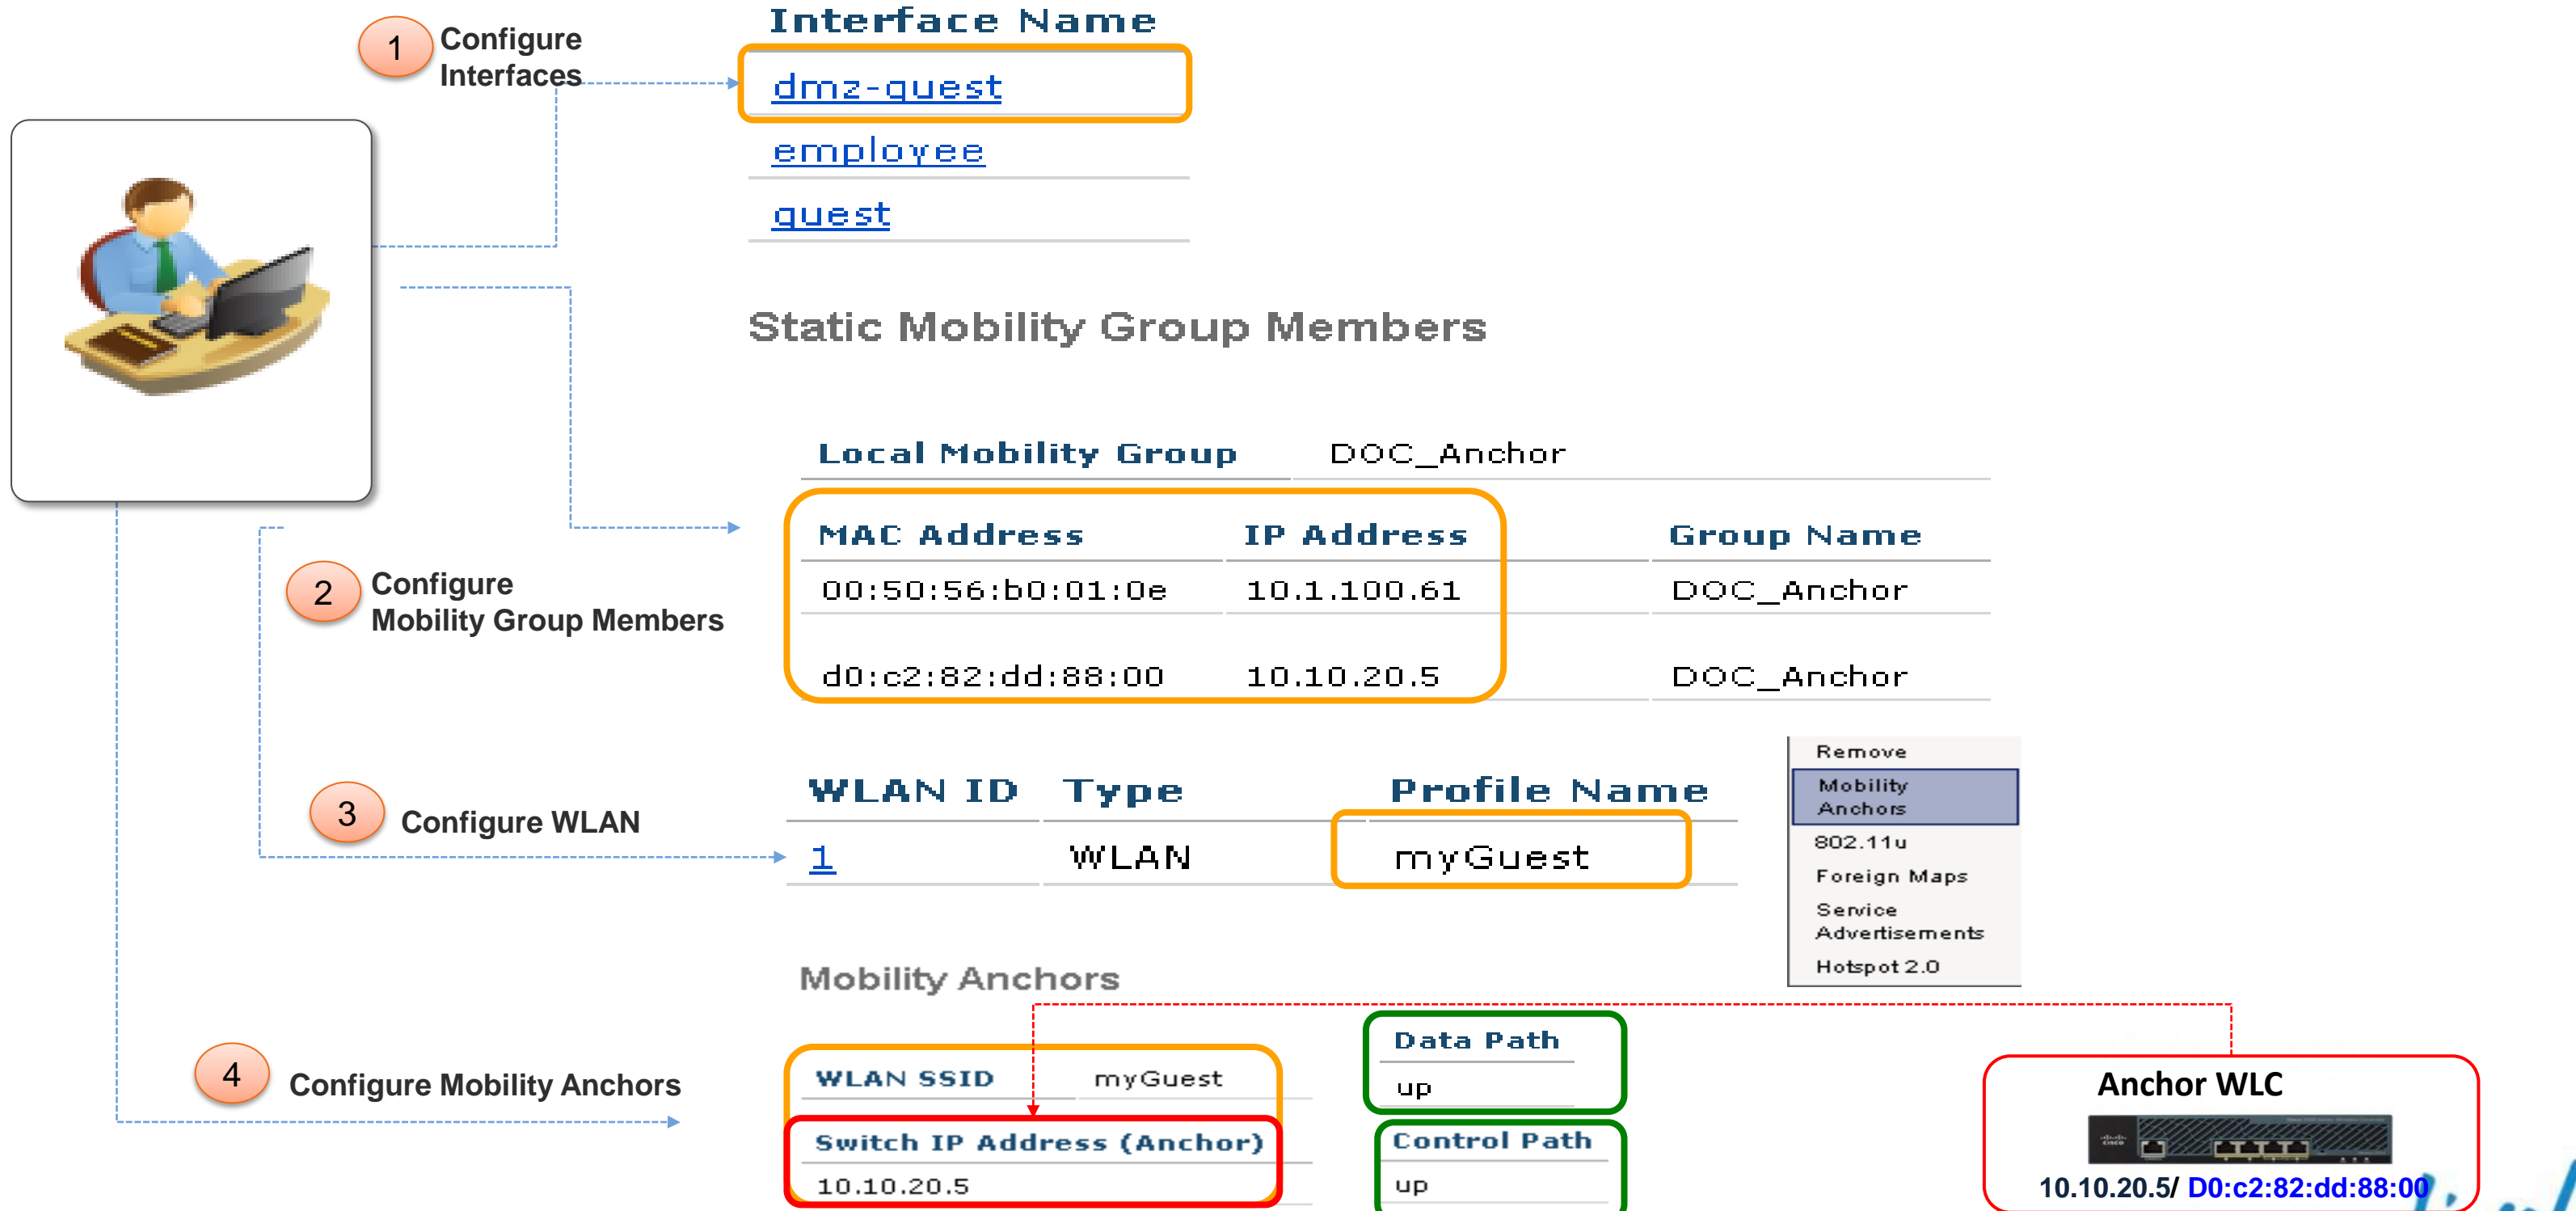 1
Configure
Interfaces
Interface Name
dmz-guest
employee
guest
Static Mobility Group Members
Local Mobility Group DOC_Anchor
MAC Address IP Address Group Name
00:50:56:b0:01:0e 10.1.100.61 DOC_Anchor
d0:c2:82:dd:88:00 10.10.20.5 DOC_Anchor
2
Configure
Mobility Group Members
3
Configure WLAN
WLAN ID Type Profile Name
1 WLAN myGuest
Remove
Mobility
Anchors
802.11u
Foreign Maps
Service
Advertisements
Hotspot 2.0
Mobility Anchors
4
Configure Mobility Anchors
WLAN SSID myGuest
Switch IP Address (Anchor)
10.10.20.5
Data Path
up
Control Path
up
Anchor WLC
CISCO
10.10.20.5/ D0:c2:82:dd:88:00